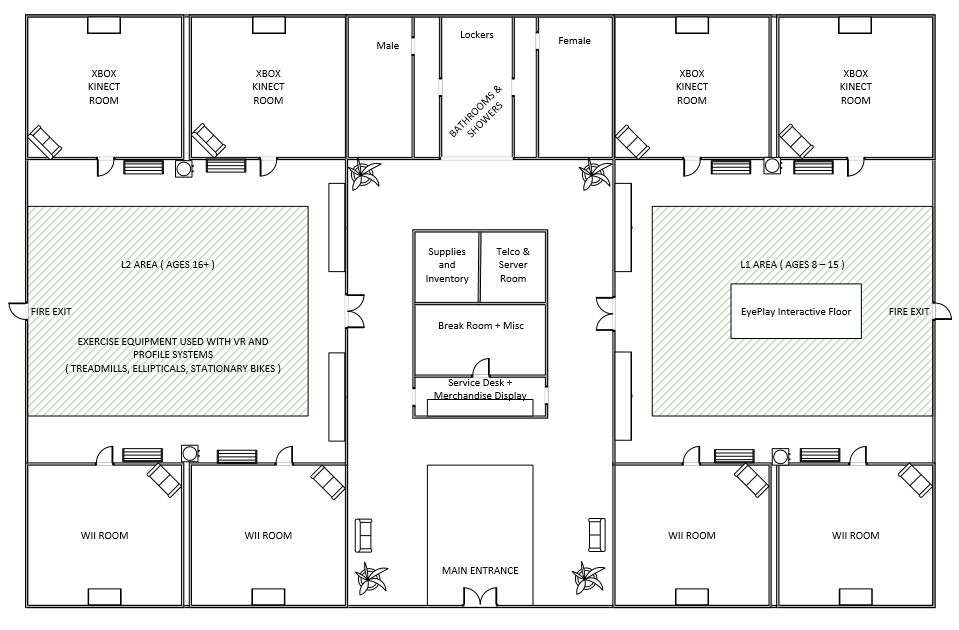 XBOX
KINECT
ROOM
XBOX
KINECT
ROOM
Male
Lockers
BATHROOMS &
SHOWERS
Female
XBOX
KINECT
ROOM
XBOX
KINECT
ROOM
L2 AREA ( AGES 16+ )
FIRE EXIT
EXERCISE EQUIPMENT USED WITH VR AND
PROFILE SYSTEMS
( TREADMILLS, ELLIPTICALS, STATIONARY BIKES )
Supplies
and
Inventory
Telco &
Server
Room
Break Room + Misc
Service Desk +
Merchandise Display
L1 AREA ( AGES 8 – 15 )
EyePlay Interactive Floor
FIRE EXIT
WII ROOM
WII ROOM
MAIN ENTRANCE
WII ROOM
WII ROOM